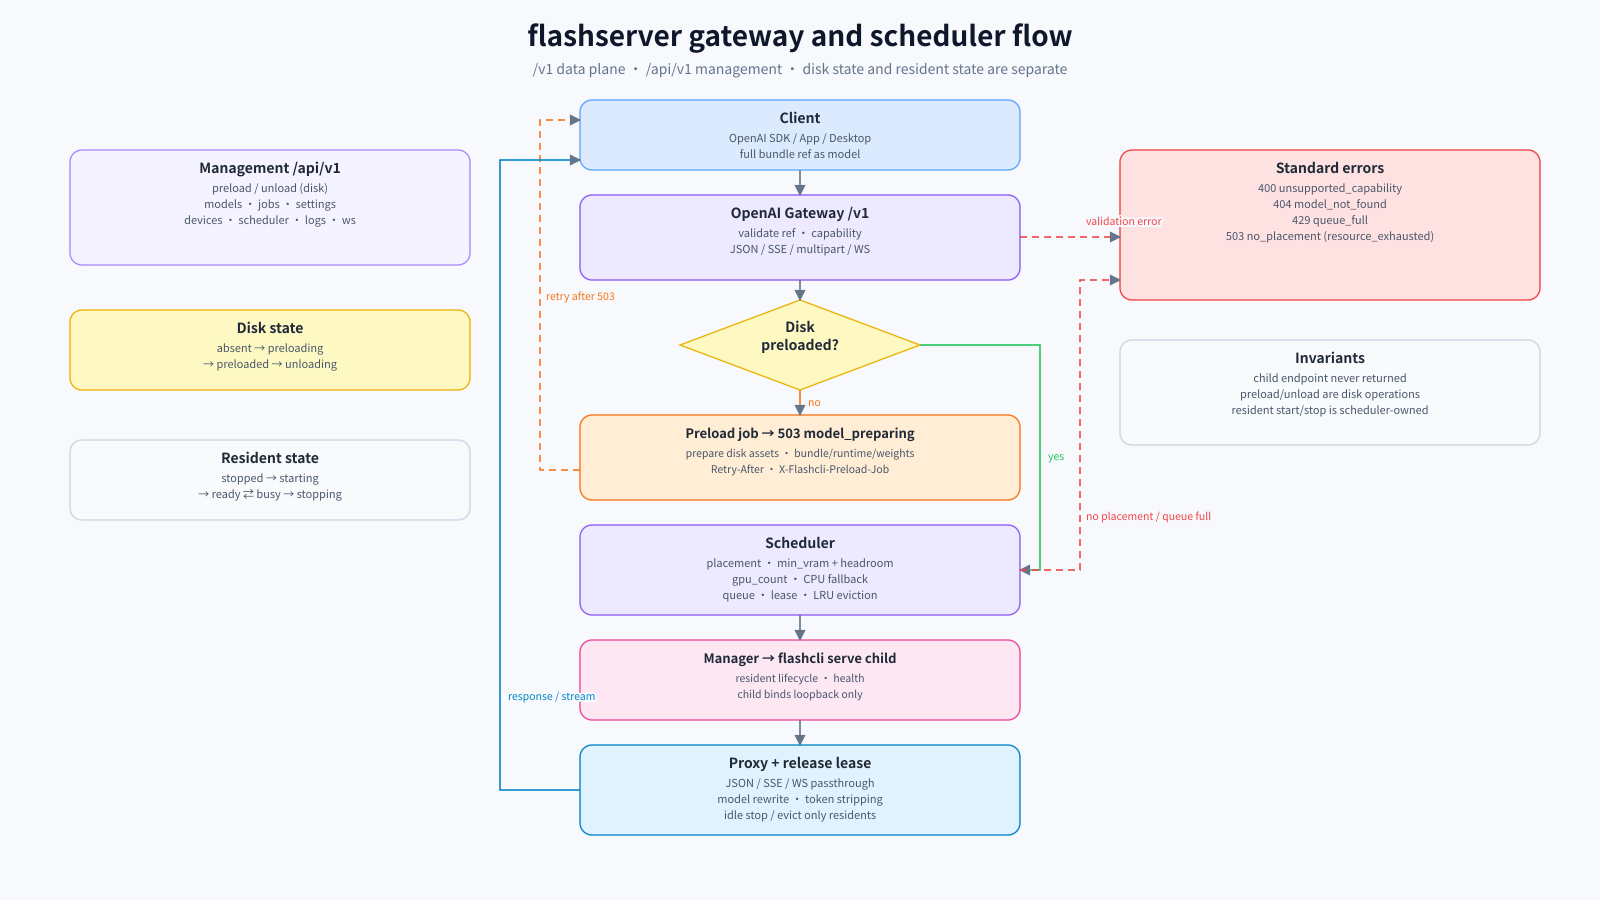 flashserver gateway and scheduler flow
/v1 data plane • /api/v1 management • disk state and resident state are separate
Client
OpenAI SDK / App / Desktop
full bundle ref as model
Management /api/v1
preload / unload (disk)
models • jobs • settings
devices • scheduler • logs • ws
OpenAI Gateway /v1
validate ref • capability
JSON / SSE / multipart / WS
validation error
Standard errors
400 unsupported_capability
404 model_not_found
429 queue_full
503 no_placement (resource_exhausted)
retry after 503
Disk state
absent → preloading
→ preloaded → unloading
Disk
preloaded?
no
yes
Invariants
child endpoint never returned
preload/unload are disk operations
resident start/stop is scheduler-owned
Preload job → 503 model_preparing
prepare disk assets • bundle/runtime/weights
Retry-After • X-Flashcli-Preload-Job
Resident state
stopped → starting
→ ready ⇄ busy → stopping
no placement / queue full
Scheduler
placement • min_vram + headroom
gpu_count • CPU fallback
queue • lease • LRU eviction
Manager → flashcli serve child
resident lifecycle • health
child binds loopback only
response / stream
Proxy + release lease
JSON / SSE / WS passthrough
model rewrite • token stripping
idle stop / evict only residents